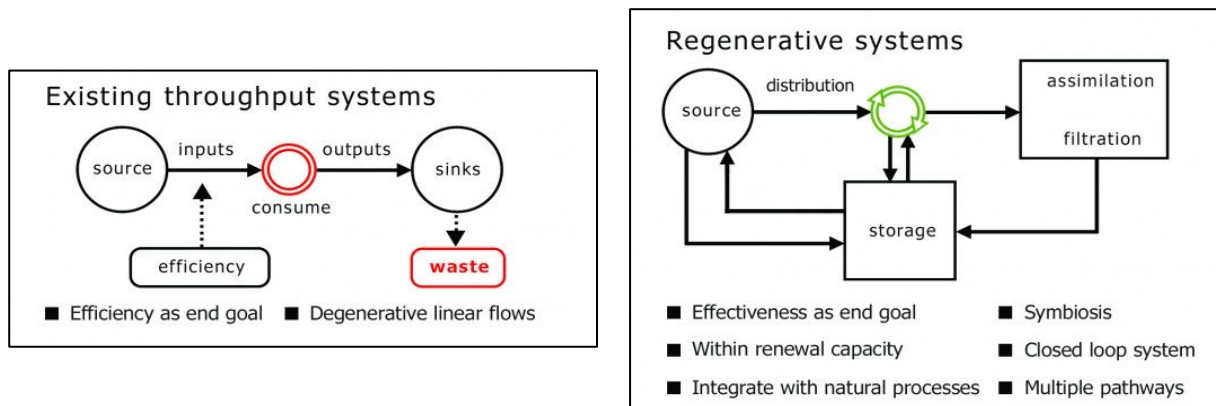 Existing throughput systems
inputs
outputs
source
sinks
consume
efficiency
waste
■ Efficiency as end goal
■ Degenerative linear flows
Regenerative systems
distribution
source
assimilation
filtration
storage
■ Effectiveness as end goal
■ Symbiosis
■ Within renewal capacity
■ Closed loop system
■ Integrate with natural processes
■ Multiple pathways